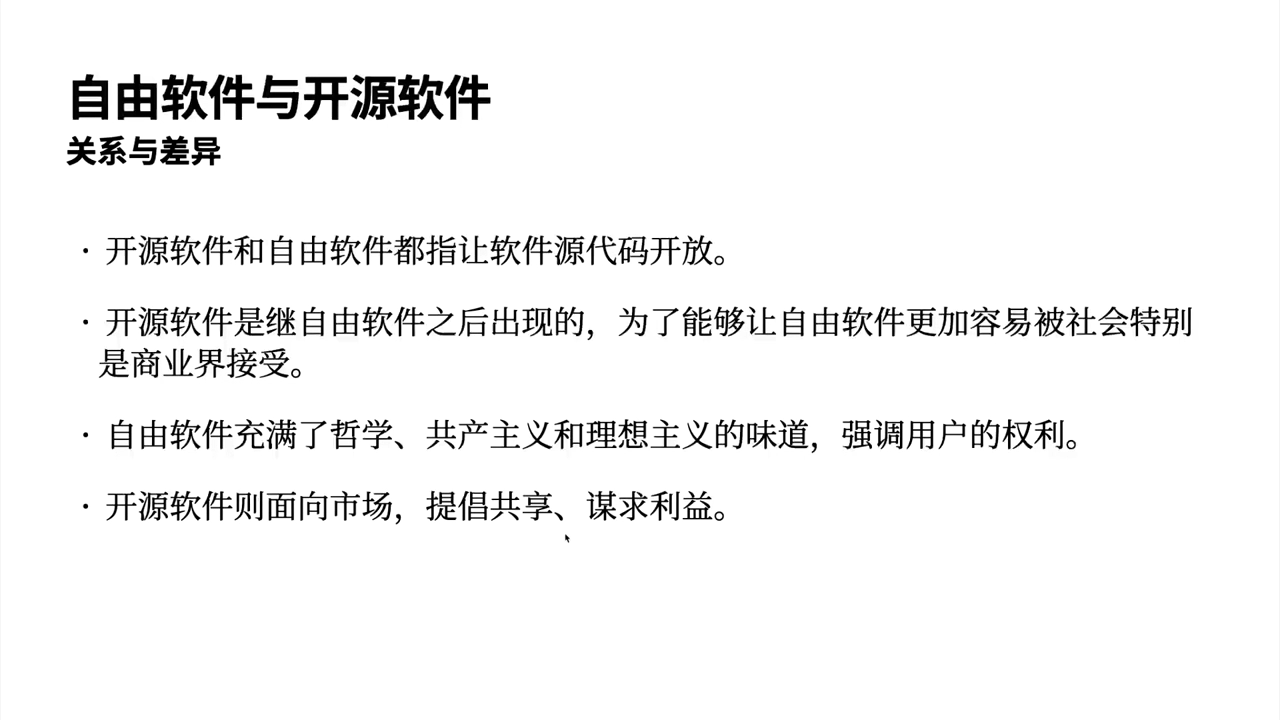 自由软件与开源软件
关系与差异
· 开源软件和自由软件都指让软件源代码开放。
· 开源软件是继自由软件之后出现的，为了能够让自由软件更加容易被社会特别
是商业界接受。
· 自由软件充满了哲学、共产主义和理想主义的味道，强调用户的权利。
· 开源软件则面向市场，提倡共享、谋求利益。